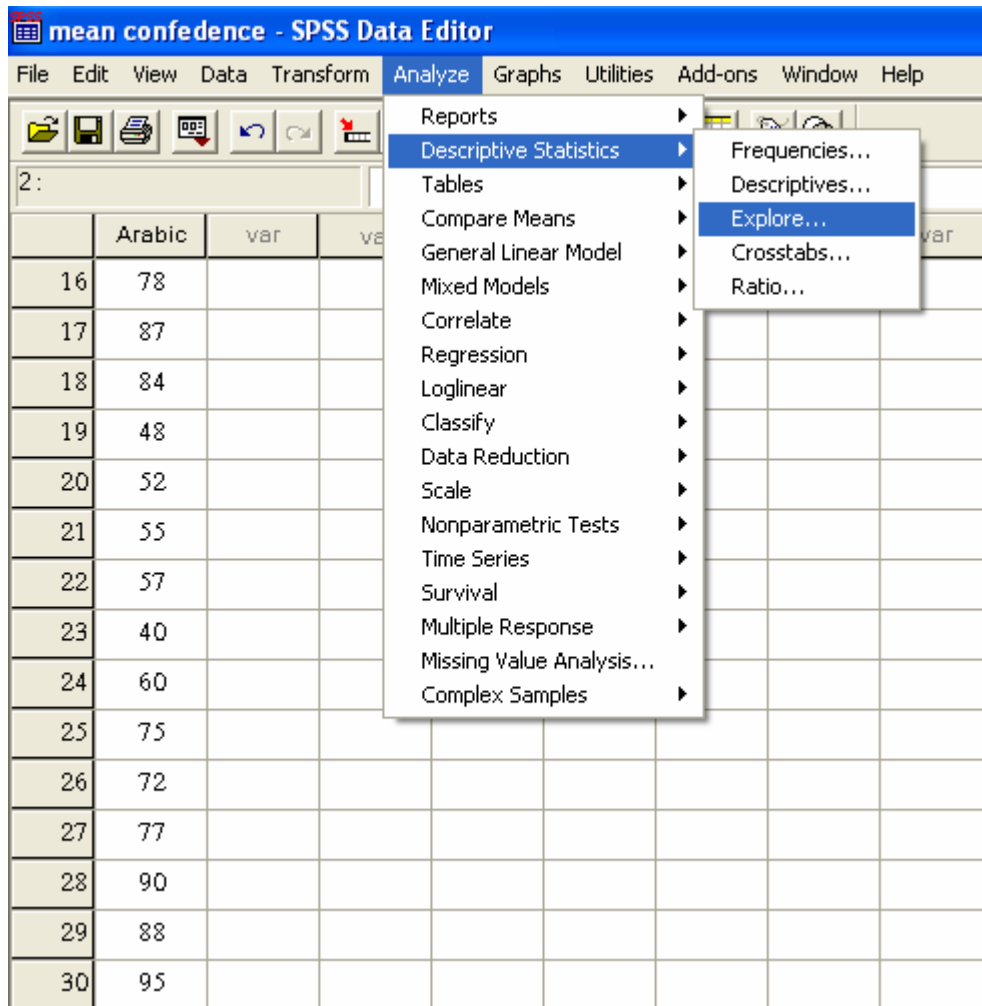 SPSS
mean confedence - SPSS Data Editor
File Edit View Data Transform Analyze Graphs Utilities Add-ons Window Help
2:
Reports
Descriptive Statistics
Tables
Compare Means
General Linear Model
Mixed Models
Correlate
Regression
Loglinear
Classify
Data Reduction
Scale
Nonparametric Tests
Time Series
Survival
Multiple Response
Missing Value Analysis...
Complex Samples
Frequencies...
Descriptives...
Explore...
Crosstabs...
Ratio...
Arabic var va var
16 78
17 87
18 84
19 48
20 52
21 55
22 57
23 40
24 60
25 75
26 72
27 77
28 90
29 88
30 95